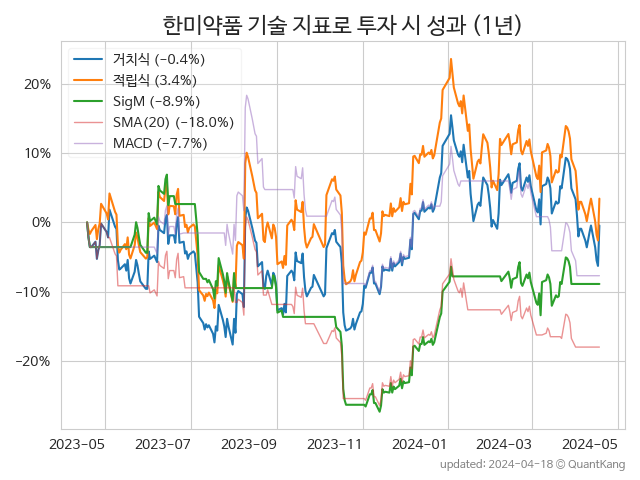 한미약품 기술 지표로 투자 시 성과 (1년)
거치식 (−0.4%)
적립식 (3.4%)
SigM (−8.9%)
SMA(20) (−18.0%)
MACD (−7.7%)
20%
10%
0%
−10%
−20%
2023-05 2023-07 2023-09 2023-11 2024-01 2024-03 2024-05
updated: 2024-04-18 © QuantKang